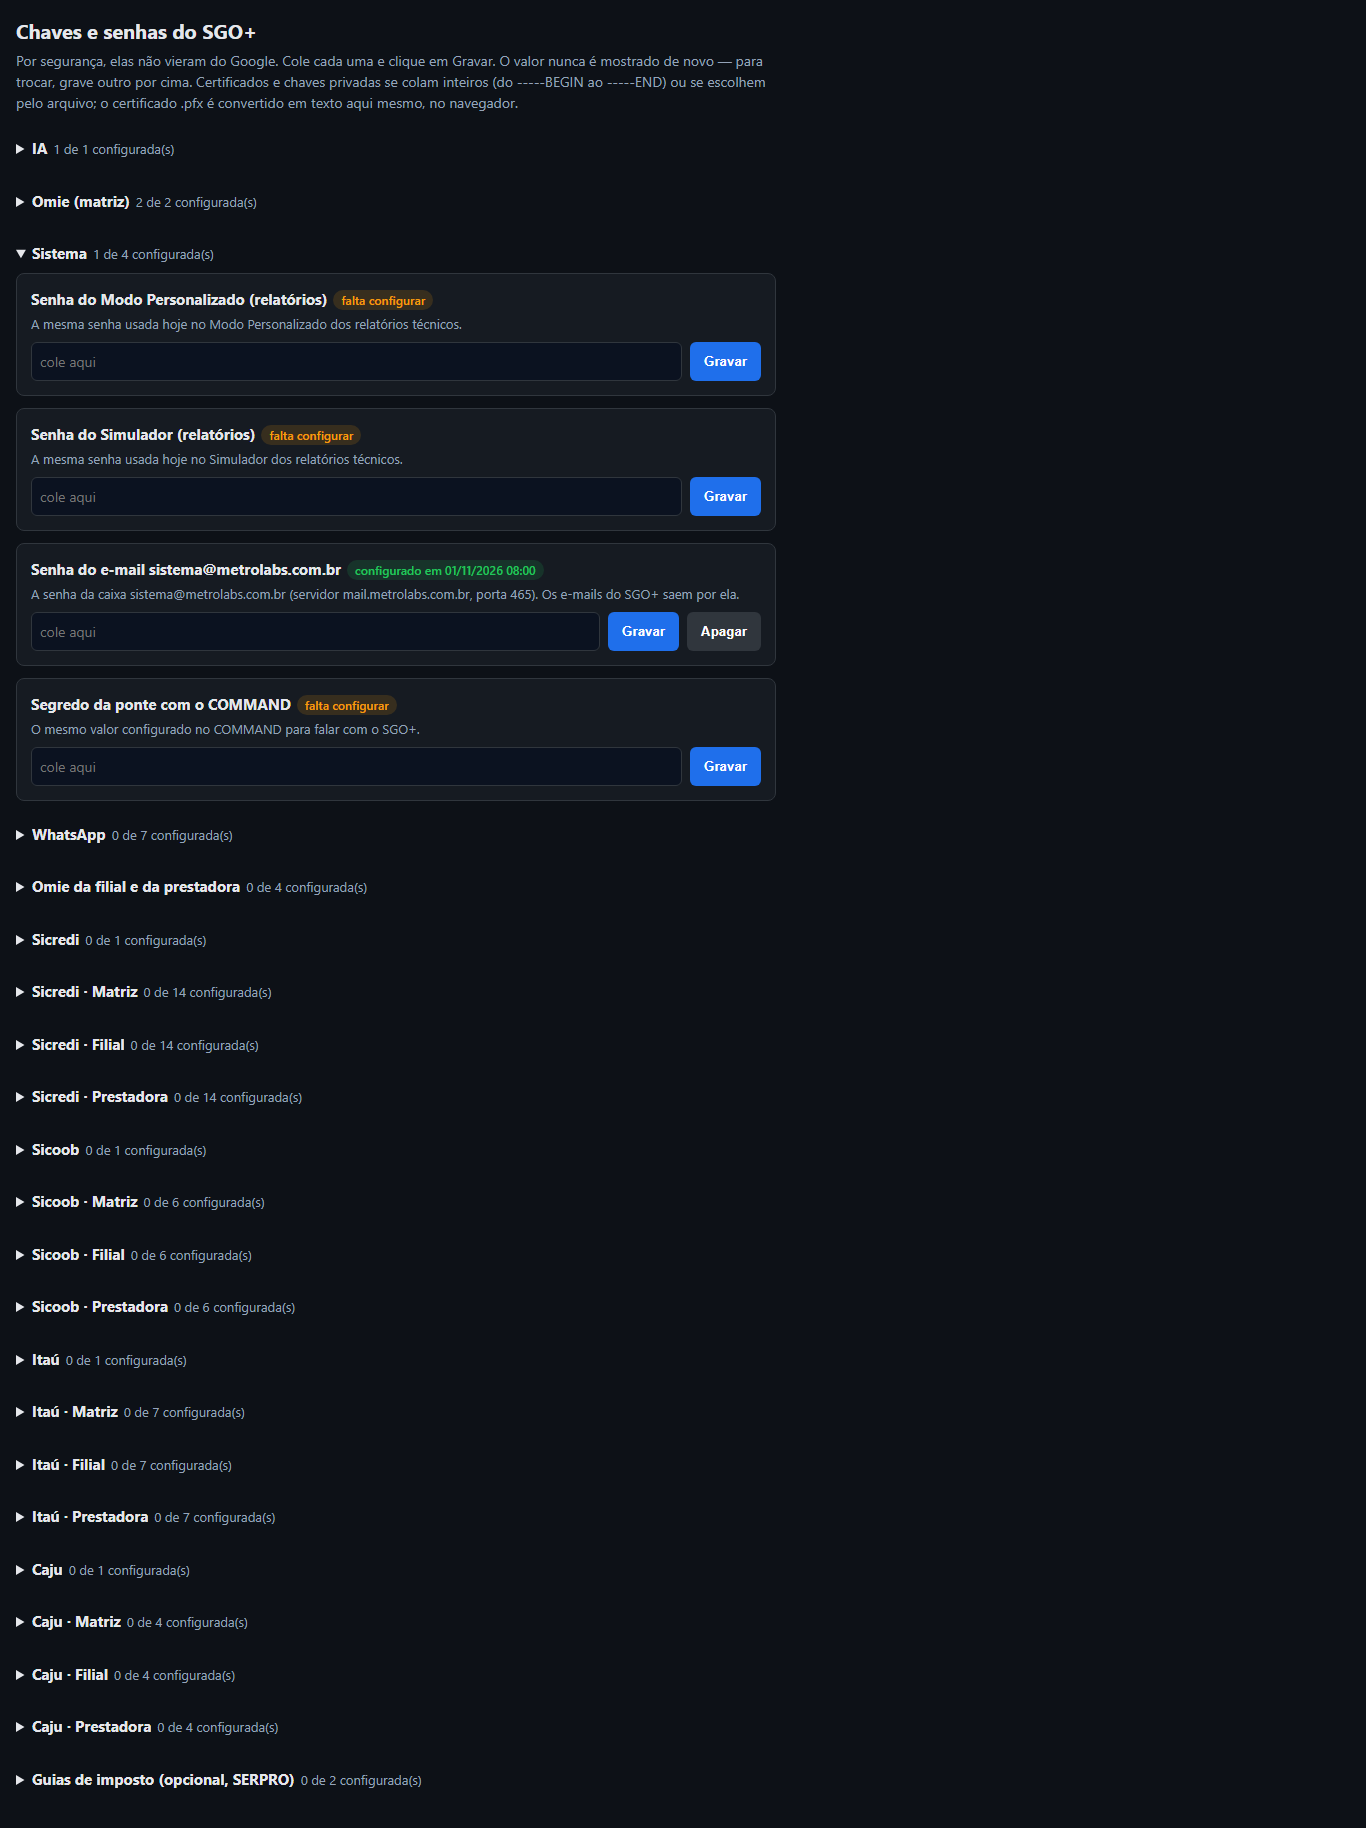 Chaves e senhas do SGO+
Por segurança, elas não vieram do Google. Cole cada uma e clique em Gravar. O valor nunca é mostrado de novo — para
trocar, grave outro por cima. Certificados e chaves privadas se colam inteiros (do -----BEGIN ao -----END) ou se escolhem
pelo arquivo; o certificado .pfx é convertido em texto aqui mesmo, no navegador.
IA 1 de 1 configurada(s)
Omie (matriz) 2 de 2 configurada(s)
Sistema 1 de 4 configurada(s)
Senha do Modo Personalizado (relatórios) falta configurar
A mesma senha usada hoje no Modo Personalizado dos relatórios técnicos.
cole aqui Gravar
Senha do Simulador (relatórios) falta configurar
A mesma senha usada hoje no Simulador dos relatórios técnicos.
cole aqui Gravar
Senha do e-mail sistema@metrolabs.com.br configurado em 01/11/2026 08:00
A senha da caixa sistema@metrolabs.com.br (servidor mail.metrolabs.com.br, porta 465). Os e-mails do SGO+ saem por ela.
cole aqui Gravar Apagar
Segredo da ponte com o COMMAND falta configurar
O mesmo valor configurado no COMMAND para falar com o SGO+.
cole aqui Gravar
WhatsApp 0 de 7 configurada(s)
Omie da filial e da prestadora 0 de 4 configurada(s)
Sicredi 0 de 1 configurada(s)
Sicredi · Matriz 0 de 14 configurada(s)
Sicredi · Filial 0 de 14 configurada(s)
Sicredi · Prestadora 0 de 14 configurada(s)
Sicoob 0 de 1 configurada(s)
Sicoob · Matriz 0 de 6 configurada(s)
Sicoob · Filial 0 de 6 configurada(s)
Sicoob · Prestadora 0 de 6 configurada(s)
Itaú 0 de 1 configurada(s)
Itaú · Matriz 0 de 7 configurada(s)
Itaú · Filial 0 de 7 configurada(s)
Itaú · Prestadora 0 de 7 configurada(s)
Caju 0 de 1 configurada(s)
Caju · Matriz 0 de 4 configurada(s)
Caju · Filial 0 de 4 configurada(s)
Caju · Prestadora 0 de 4 configurada(s)
Guias de imposto (opcional, SERPRO) 0 de 2 configurada(s)